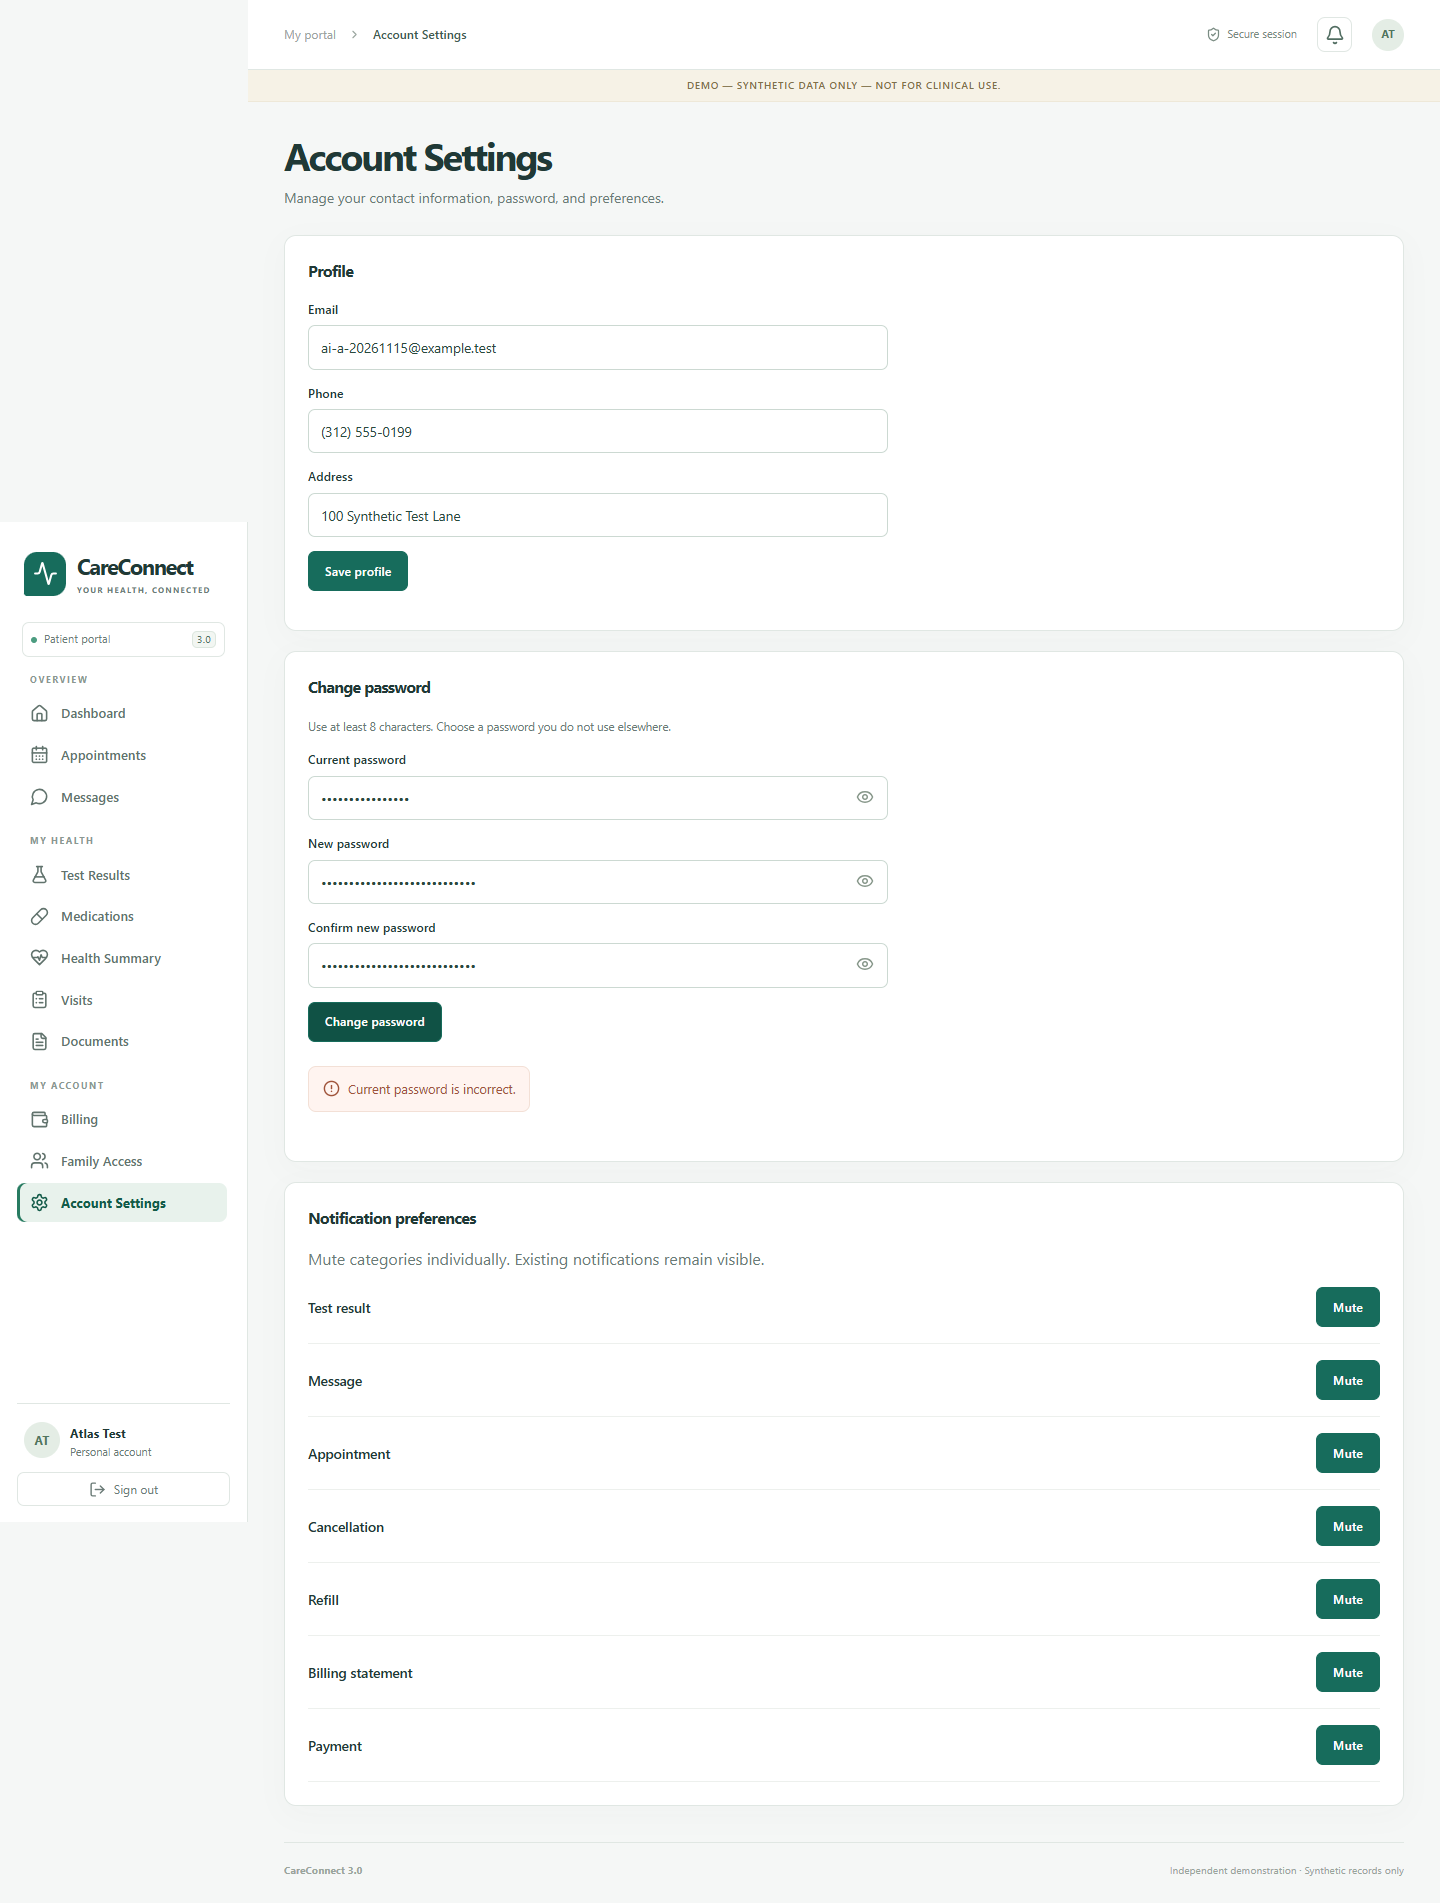 My portal
Account Settings
Secure session
AT
DEMO — SYNTHETIC DATA ONLY — NOT FOR CLINICAL USE.
Account Settings
Manage your contact information, password, and preferences.
Profile
Email
ai-a-20261115@example.test
Phone
(312) 555-0199
Address
100 Synthetic Test Lane
Save profile
CareConnect
YOUR HEALTH, CONNECTED
Patient portal
3.0
OVERVIEW
Dashboard
Appointments
Messages
MY HEALTH
Test Results
Medications
Health Summary
Visits
Documents
MY ACCOUNT
Billing
Family Access
Account Settings
AT
Atlas Test
Personal account
Sign out
Change password
Use at least 8 characters. Choose a password you do not use elsewhere.
Current password
••••••••••••••••
New password
••••••••••••••••••••••••••••
Confirm new password
••••••••••••••••••••••••••••
Change password
Current password is incorrect.
Notification preferences
Mute categories individually. Existing notifications remain visible.
Test result
Mute
Message
Mute
Appointment
Mute
Cancellation
Mute
Refill
Mute
Billing statement
Mute
Payment
Mute
CareConnect 3.0
Independent demonstration · Synthetic records only